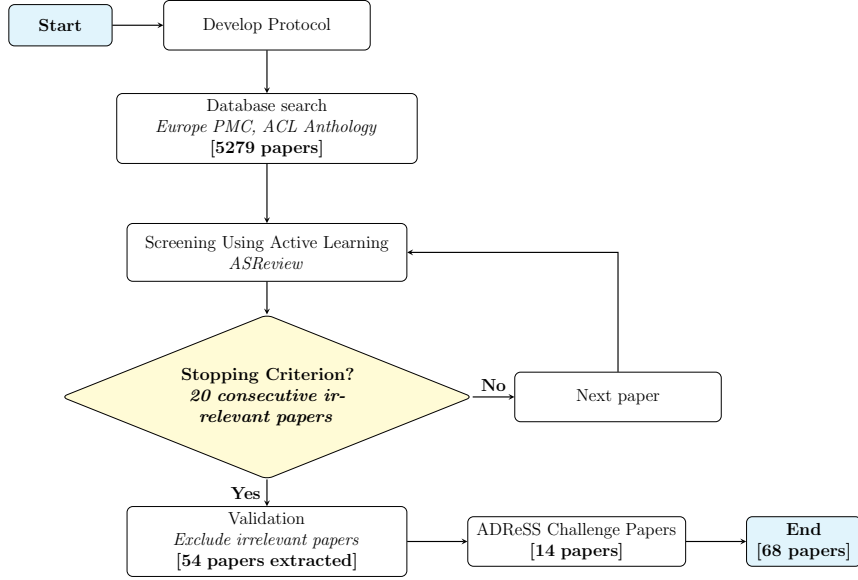 Start
Develop Protocol
Database search
Europe PMC, ACL Anthology
[5279 papers]
Screening Using Active Learning
ASReview
Stopping Criterion?
20 consecutive ir-
relevant papers
No
Next paper
Yes
Validation
Exclude irrelevant papers
[54 papers extracted]
ADReSS Challenge Papers
[14 papers]
End
[68 papers]